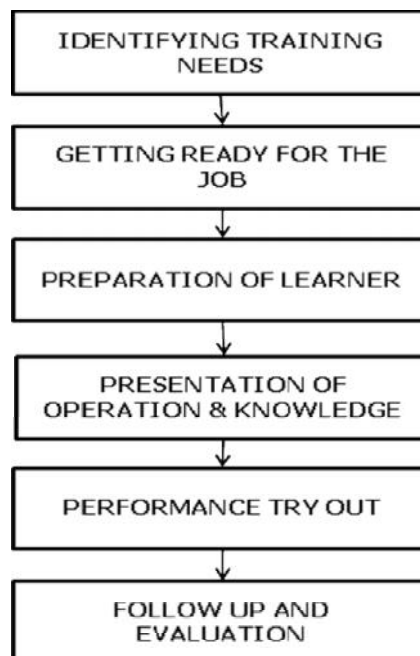 IDENTIFYING TRAINING
NEEDS
GETTING READY FOR THE
JOB
PREPARATION OF LEARNER
PRESENTATION OF
OPERATION & KNOWLEDGE
PERFORMANCE TRY OUT
FOLLOW UP AND
EVALUATION